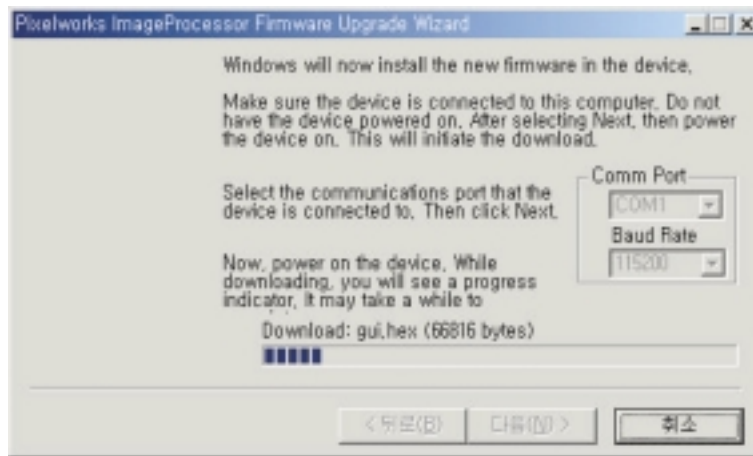 Pixelworks ImageProcessor Firmware Upgrade Wizard
Windows will now install the new firmware in the device.
Make sure the device is connected to this computer. Do not
have the device powered on. After selecting Next, then power
the device on. This will initiate the download.
Comm Port
Select the communications port that the
device is connected to. Then click Next.
COM1
Baud Rate
115200
Now, power on the device. While
downloading, you will see a progress
indicator. It may take a while to
Download: gui.hex (66816 bytes)
< 뒤로(B) 다음(N) > 취소